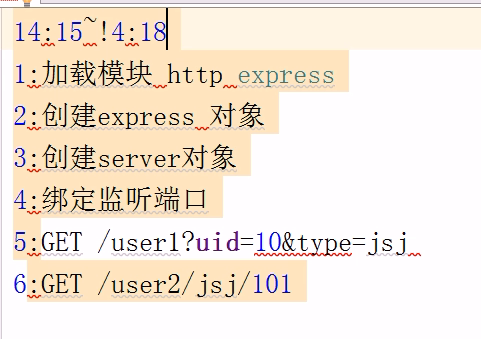 14:15~!4:18
1:加载模块 http express
2:创建express 对象
3:创建server对象
4:绑定监听端口
5:GET /user1?uid=10&type=jsj
6:GET /user2/jsj/101